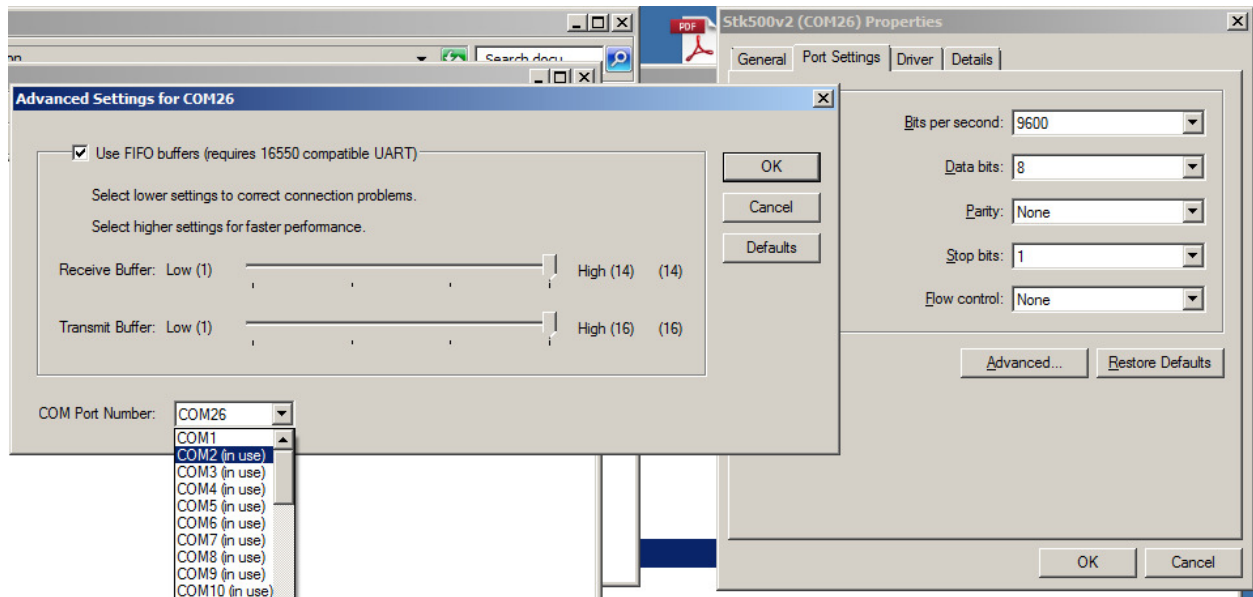 on
Search docu
PDF
Advanced Settings for COM26
Use FIFO buffers (requires 16550 compatible UART)
Select lower settings to correct connection problems.
Select higher settings for faster performance.
Receive Buffer: Low (1) High (14) (14)
Transmit Buffer: Low (1) High (16) (16)
OK
Cancel
Defaults
COM Port Number: COM26
COM1
COM2 (in use)
COM3 (in use)
COM4 (in use)
COM5 (in use)
COM6 (in use)
COM7 (in use)
COM8 (in use)
COM9 (in use)
COM10 (in use)
Stk500v2 (COM26) Properties
General Port Settings Driver Details
Bits per second: 9600
Data bits: 8
Parity: None
Stop bits: 1
Flow control: None
Advanced... Restore Defaults
OK Cancel